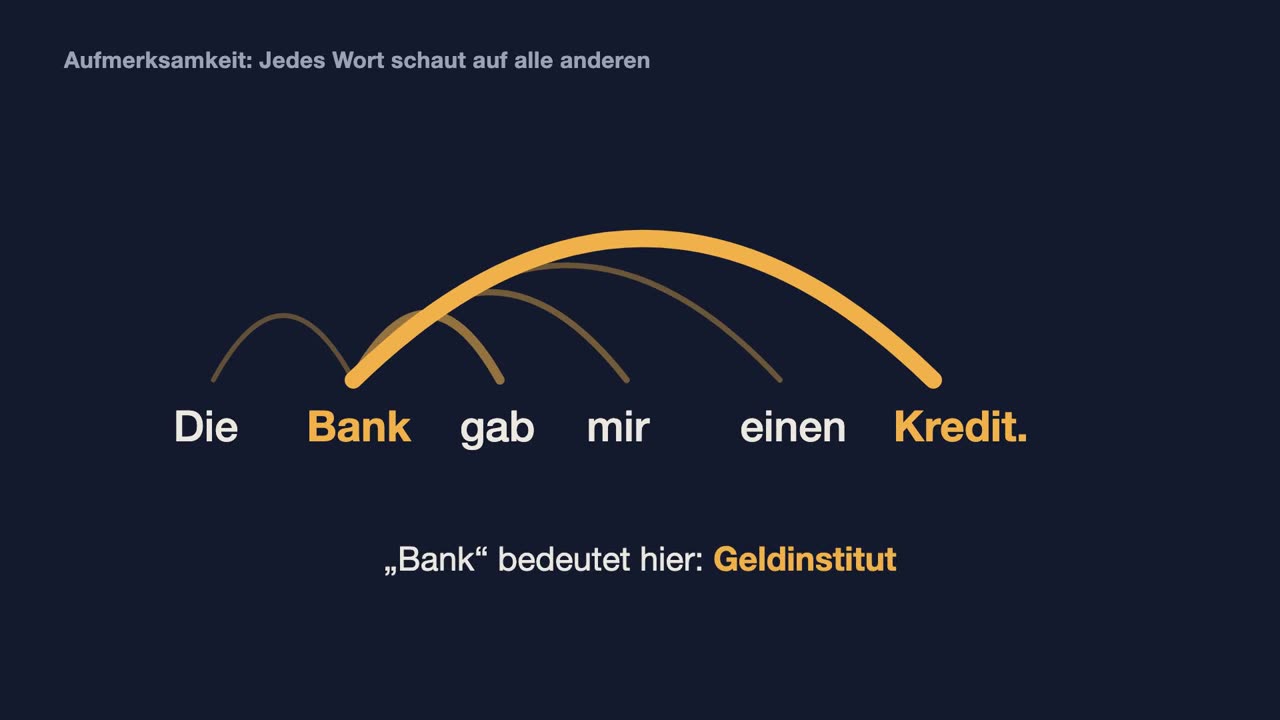 Aufmerksamkeit: Jedes Wort schaut auf alle anderen
Die Bank gab mir einen Kredit.
„Bank“ bedeutet hier: Geldinstitut